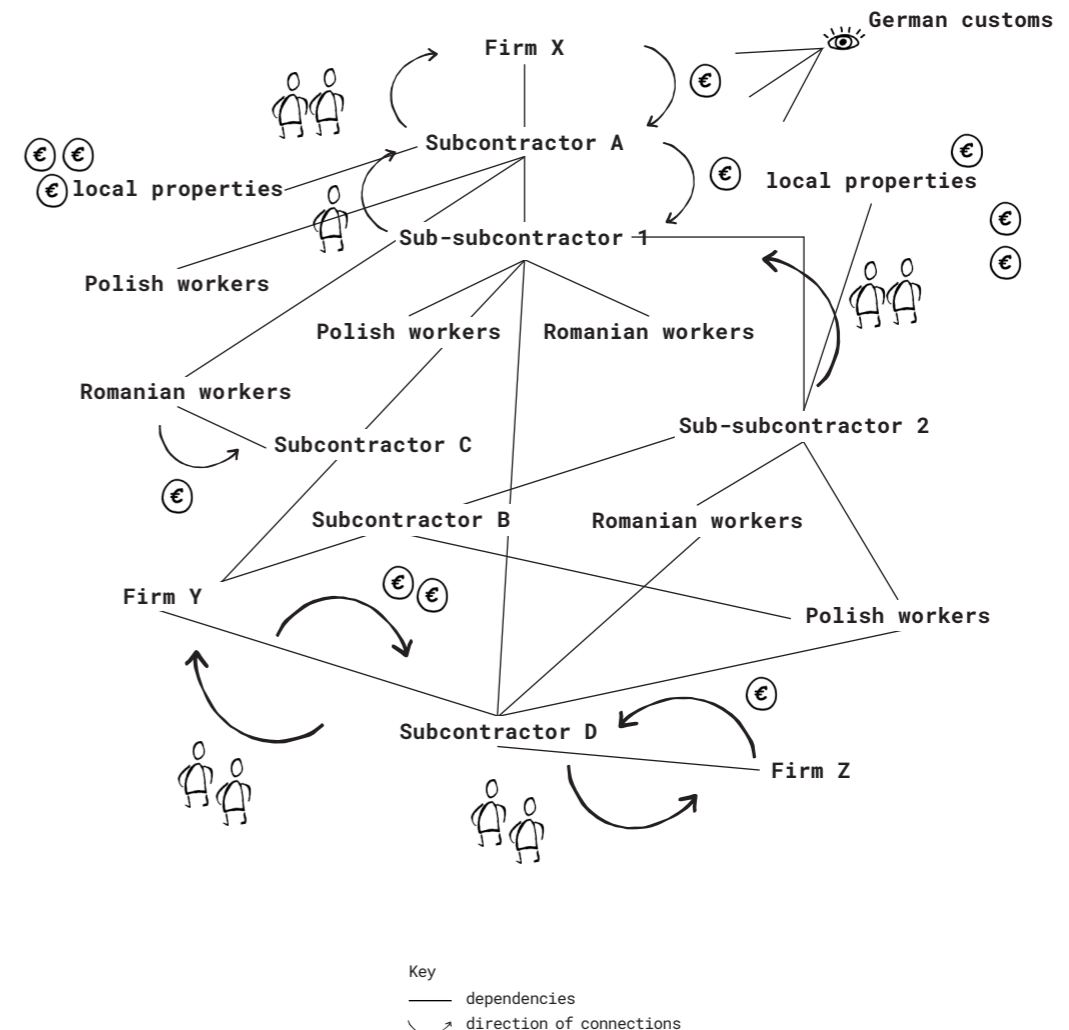 German customs
Firm X
€
Subcontractor A
€ €
€ local properties
€
local properties
€
€
€
Sub-subcontractor 1
Polish workers
Polish workers
Romanian workers
Romanian workers
Sub-subcontractor 2
Subcontractor C
€
Subcontractor B
Romanian workers
€ €
Firm Y
Polish workers
€
Subcontractor D
Firm Z
Key
dependencies
direction of connections